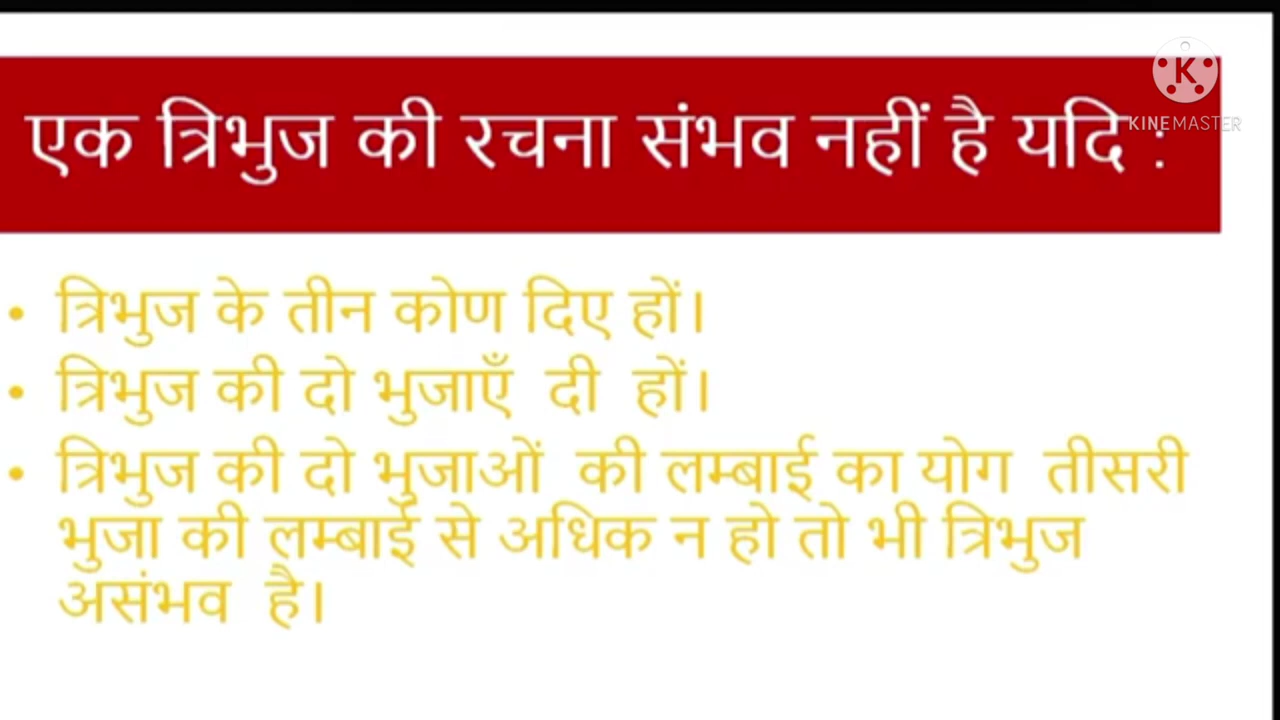 एक त्रिभुज की रचना संभव नहीं है यदि :
K
KINEMASTER
• त्रिभुज के तीन कोण दिए हों।
• त्रिभुज की दो भुजाएँ दी हों।
• त्रिभुज की दो भुजाओं की लम्बाई का योग तीसरी
भुजा की लम्बाई से अधिक न हो तो भी त्रिभुज
असंभव है।